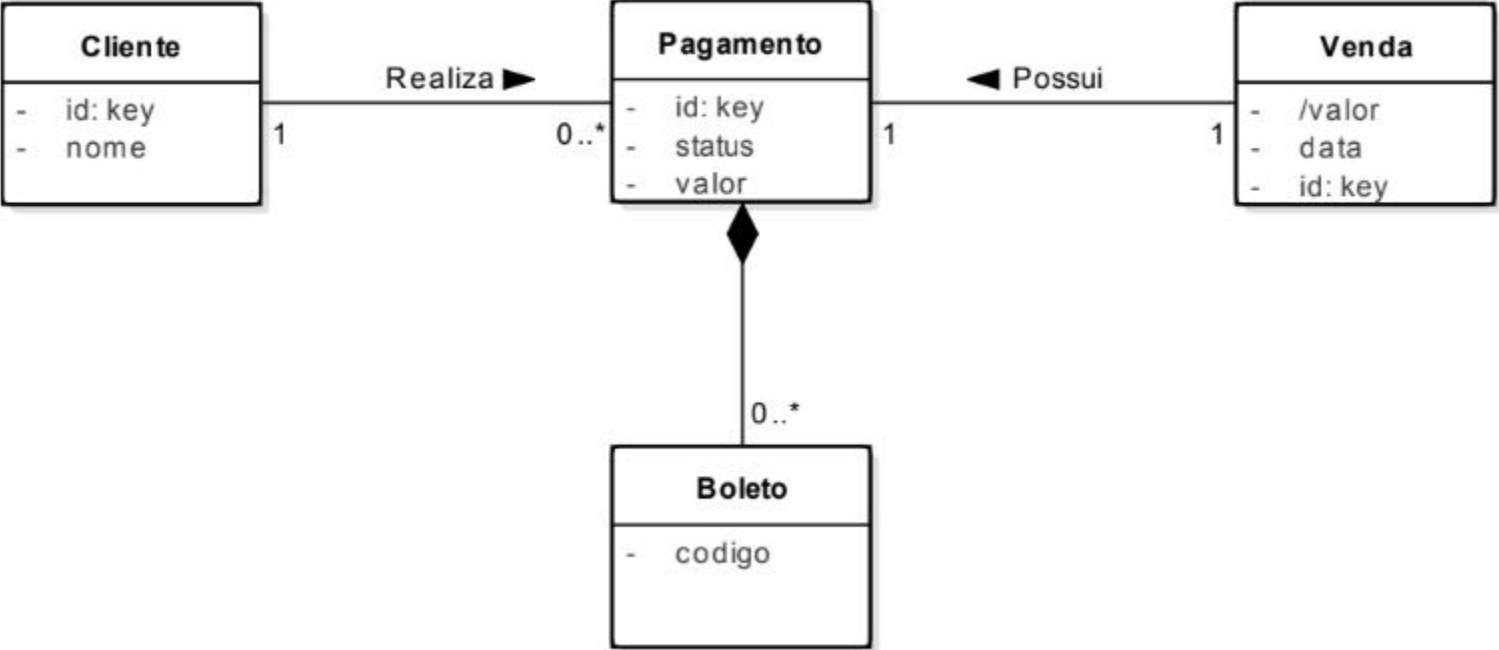 Cliente
- id: key
- nome
Realiza ►
1
0..*
Pagamento
- id: key
- status
- valor
◄ Possui
1
1
Venda
- /valor
- data
- id: key
0..*
Boleto
- codigo